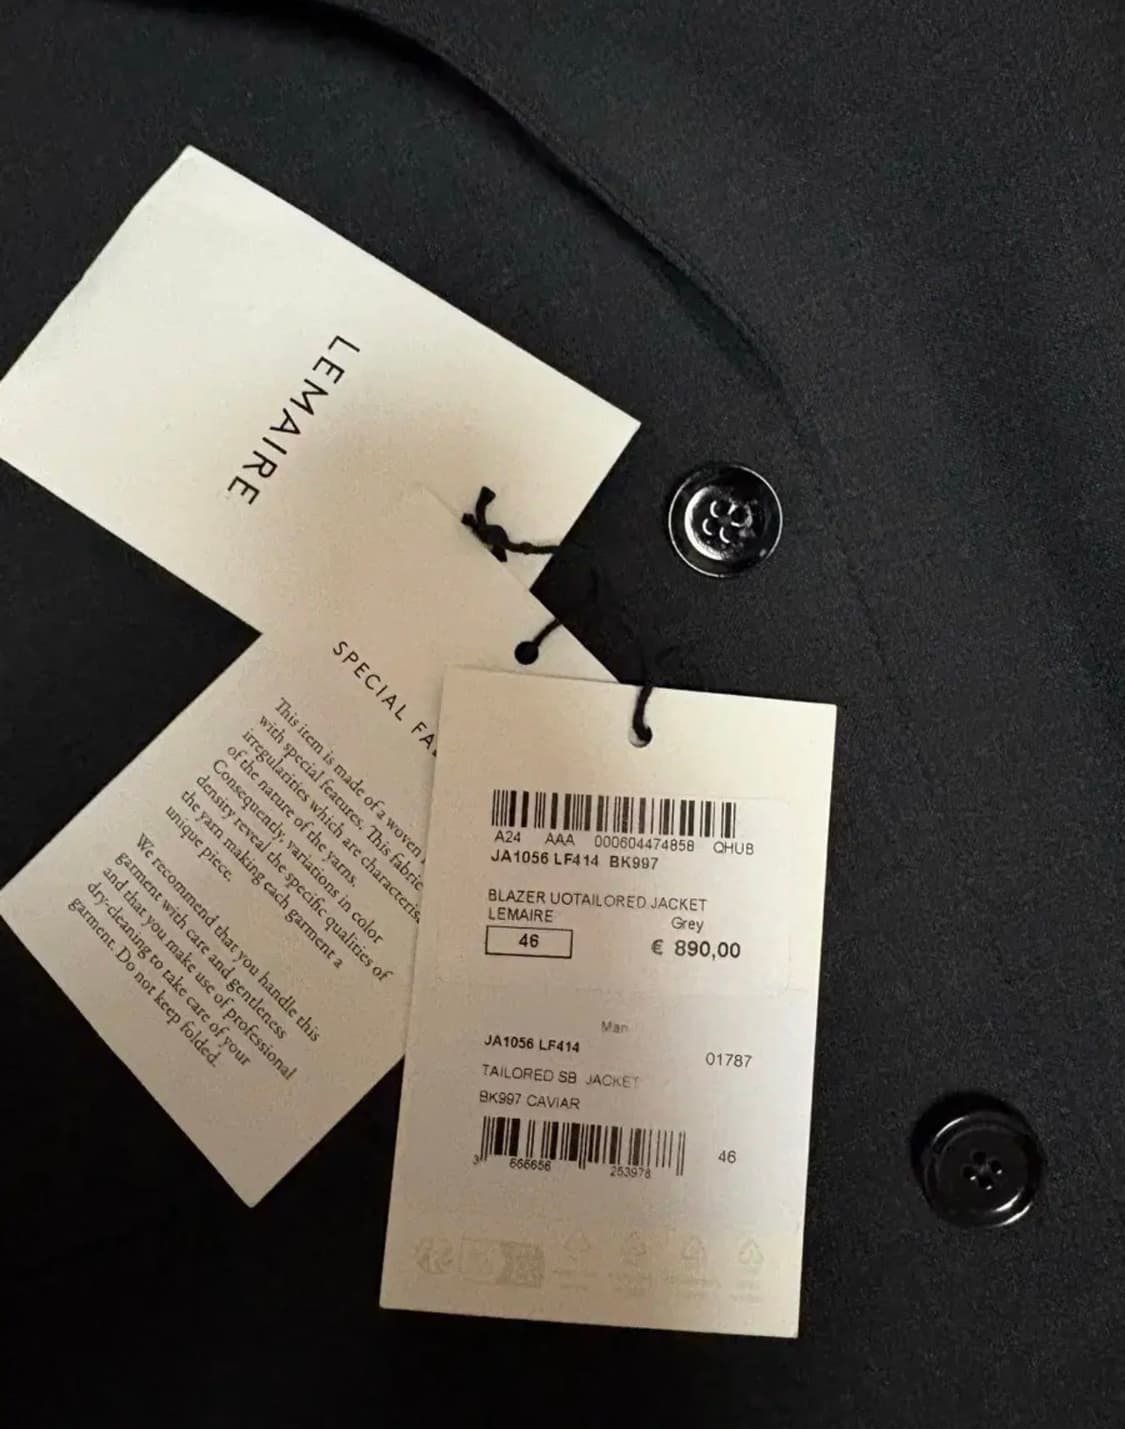 LEMAIRE
SPECIAL
This item is made of a woven
with special features. This fabric
irregularities which are
of the nature of the yarns.
Consequently, variations in color
density reveal the specific qualities of
the yarn making each garment a
unique piece.
We recommend that you handle this
garment with care and gentleness
and that you make use of professional
dry-cleaning to take care of your
garment. Do not keep folded.
A24 AAA 000604474858 QHUB
JA1056 LF414 BK997
BLAZER UOTAILORED JACKET
LEMAIRE
Grey
46 € 890,00
Man
JA1056 LF414
01787
TAILORED SB JACKET
BK997 CAVIAR
3 666656 253978
46